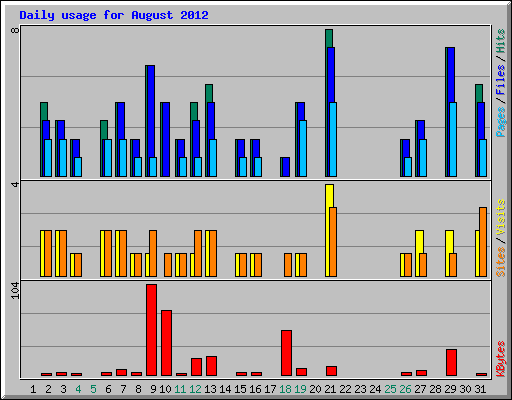 Daily usage for August 2012
8
Pages / Files / Hits
4
Sites / Visits
104
KBytes
1 2 3 4 5 6 7 8 9 10 11 12 13 14 15 16 17 18 19 20 21 22 23 24 25 26 27 28 29 30 31